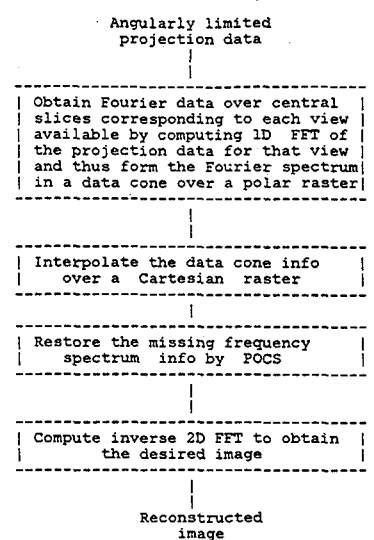 Angularly limited
projection data
Obtain Fourier data over central
slices corresponding to each view
available by computing 1D FFT of
the projection data for that view
and thus form the Fourier spectrum
in a data cone over a polar raster
Interpolate the data cone info
over a Cartesian raster
Restore the missing frequency
spectrum info by POCS
Compute inverse 2D FFT to obtain
the desired image
Reconstructed
image